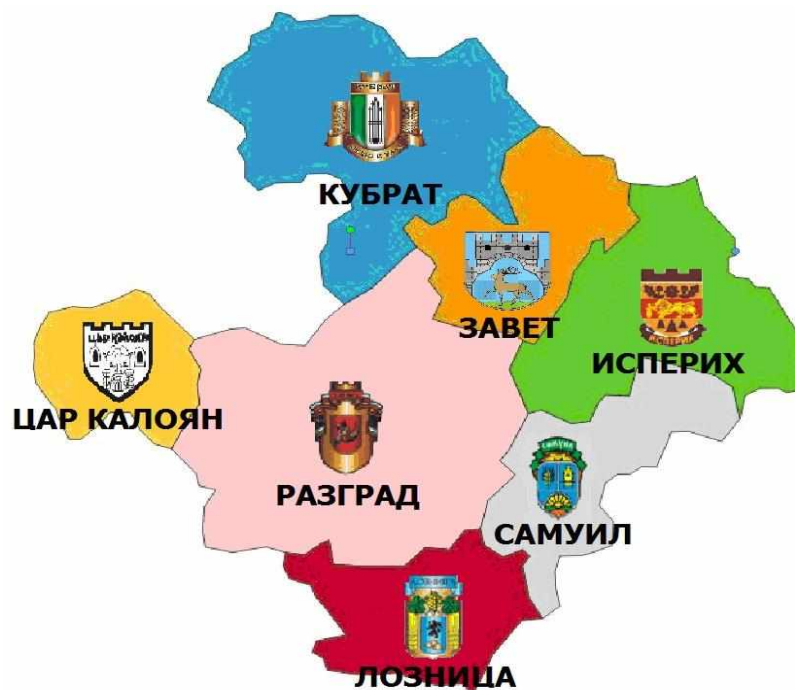 КУБРАТ
ЗАВЕТ
ИСПЕРИХ
ЦАР КАЛОЯН
РАЗГРАД
САМУИЛ
ЛОЗНИЦА